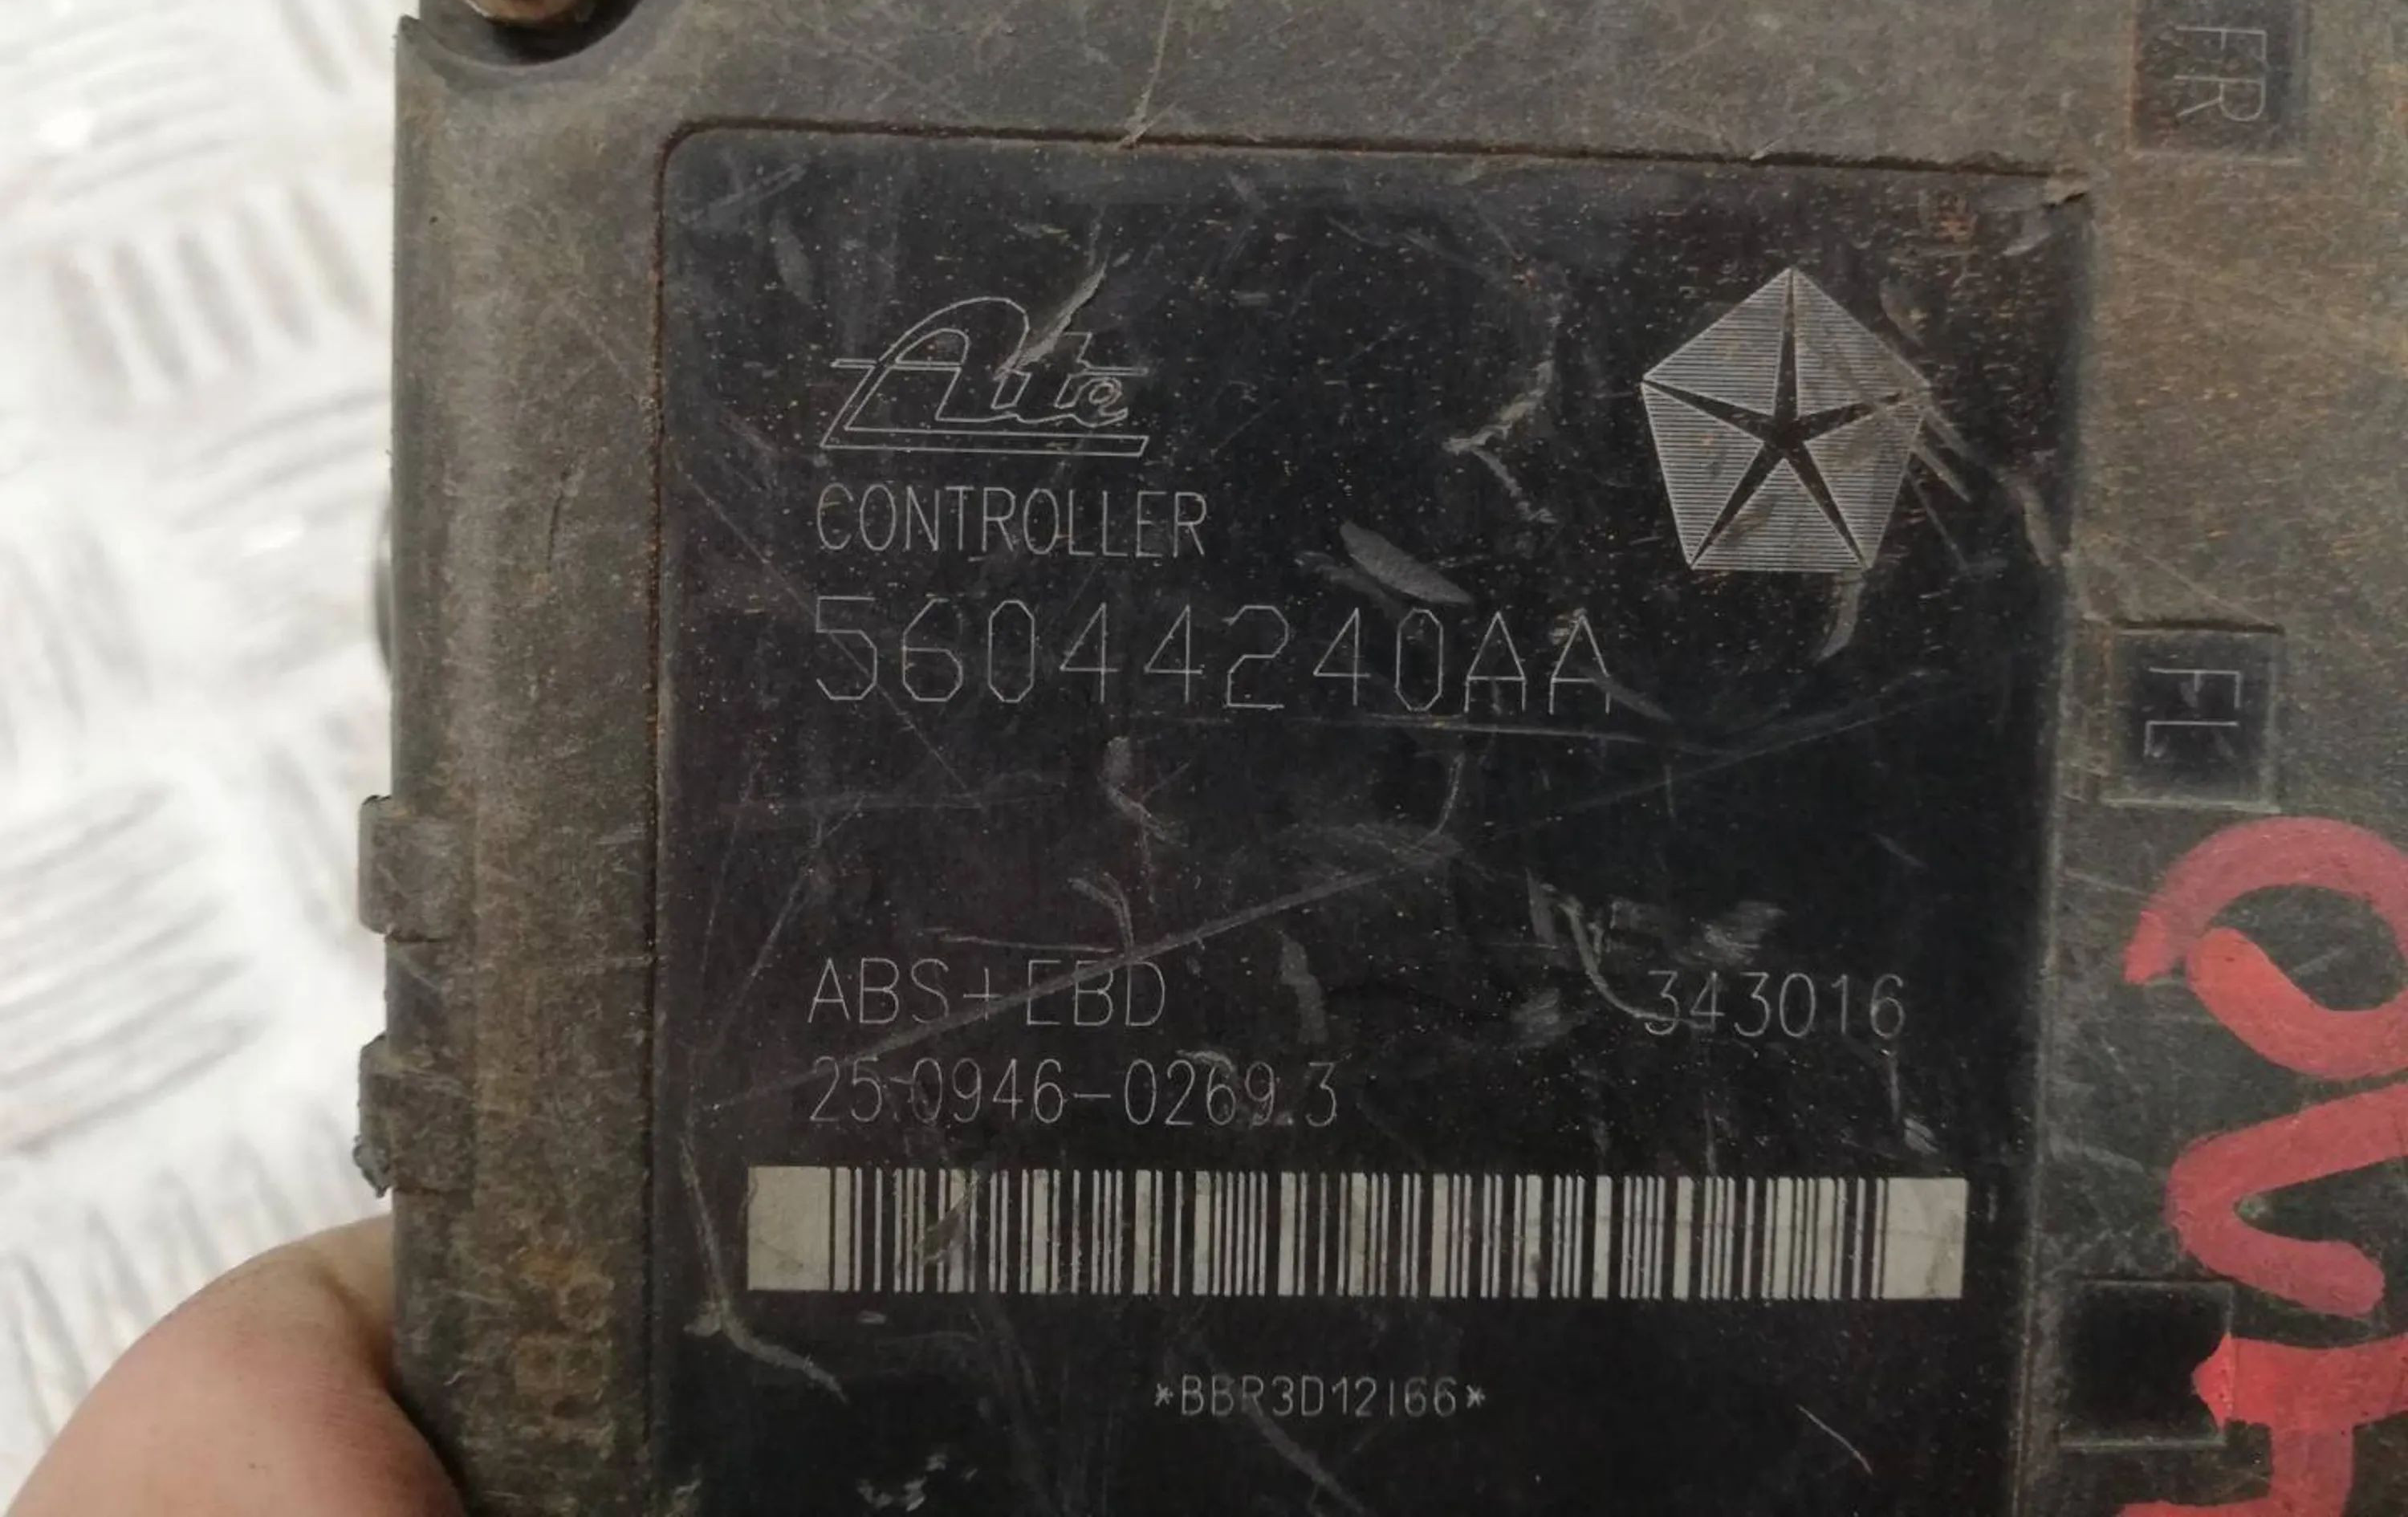 FR
Ate
CONTROLLER
56044240AA
FL
ABS+EBD 343016
25.0946-0269.3
*BBR3D12166*